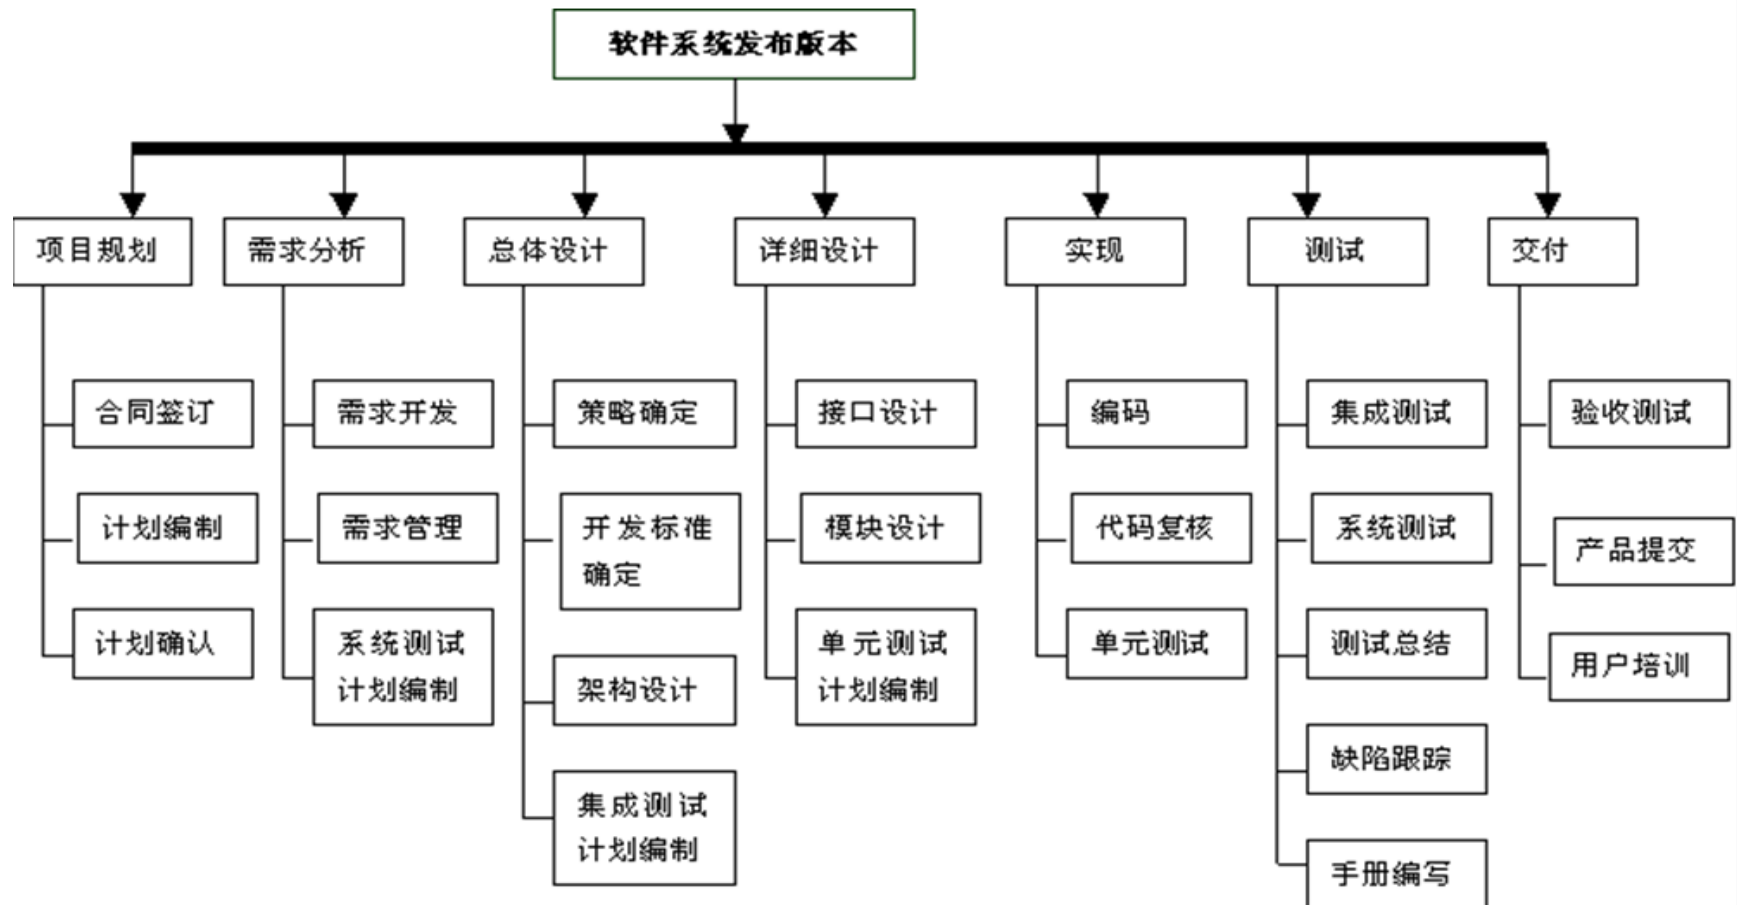 软件系统发布版本
项目规划
需求分析
总体设计
详细设计
实现
测试
交付
合同签订
需求开发
策略确定
接口设计
编码
集成测试
验收测试
计划编制
需求管理
开发标准
确定
模块设计
代码复核
系统测试
产品提交
计划确认
系统测试
计划编制
架构设计
单元测试
计划编制
单元测试
测试总结
用户培训
缺陷跟踪
集成测试
计划编制
手册编写